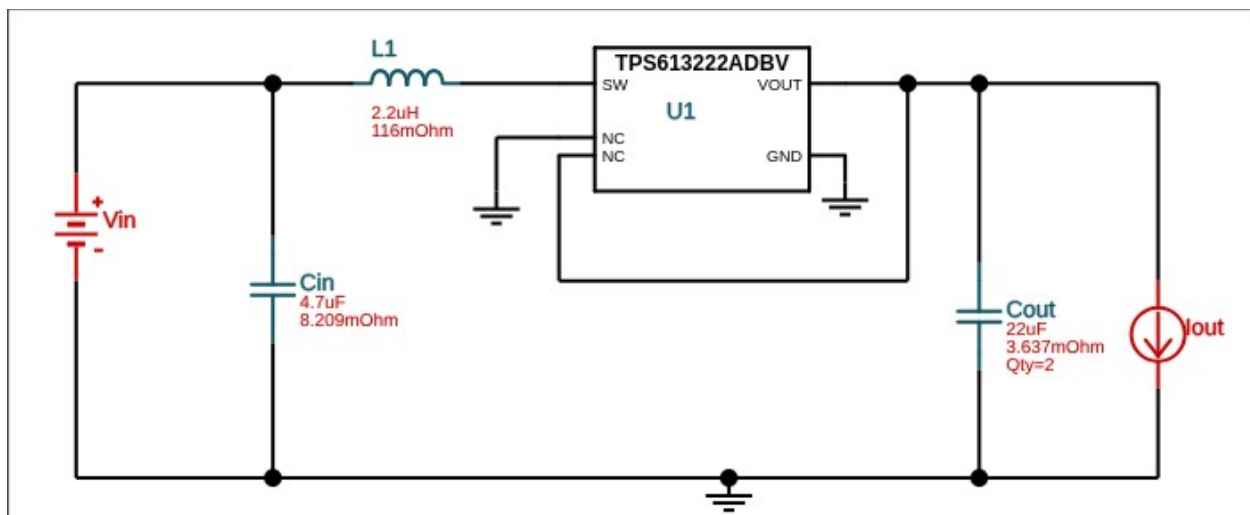 L1
2.2uH
116mOhm
TPS613222ADBV
U1
SW
VOUT
NC
NC
GND
+
Vin
-
Cin
4.7uF
8.209mOhm
Cout
22uF
3.637mOhm
Qty=2
Iout